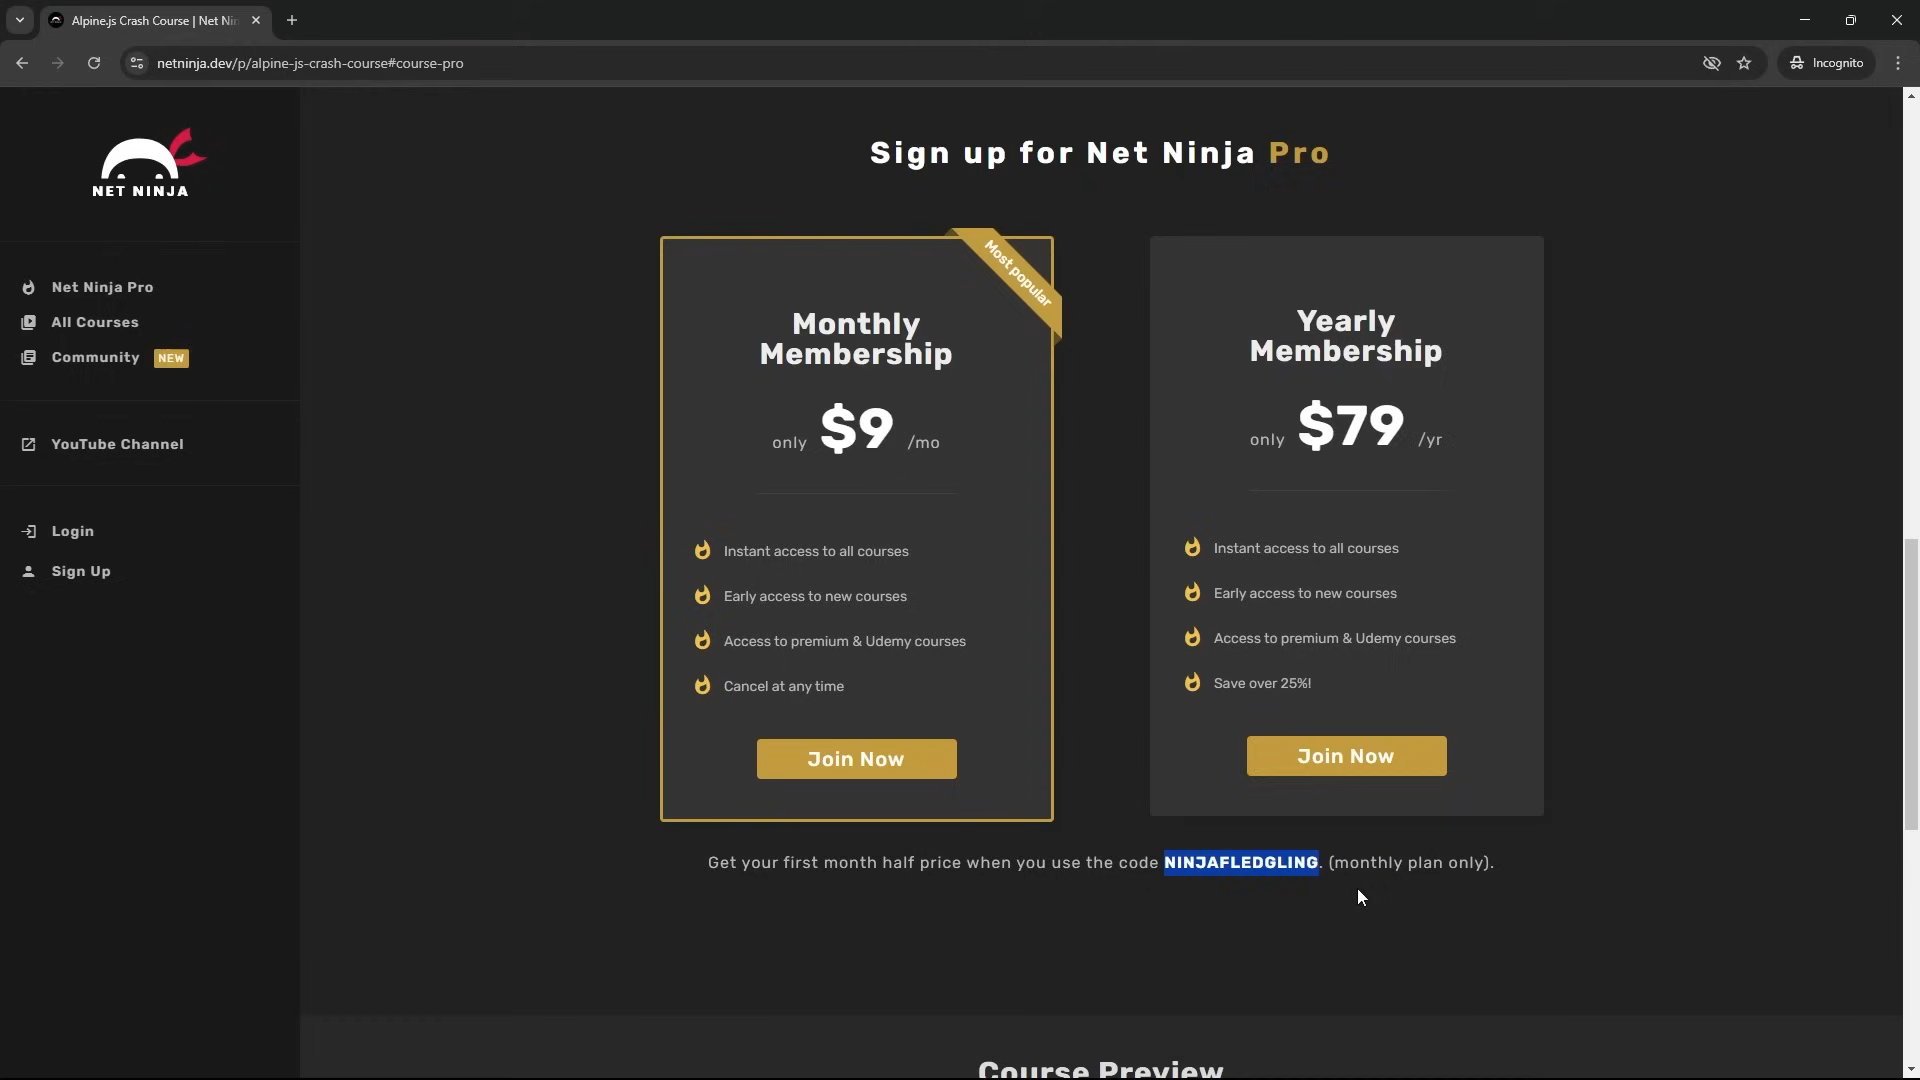 Alpine.js Crash Course | Net Nin
netninja.dev/p/alpine-js-crash-course#course-pro
Incognito
NET NINJA
Net Ninja Pro
All Courses
Community NEW
YouTube Channel
Login
Sign Up
Sign up for Net Ninja Pro
Most popular
Monthly
Membership
only $9 /mo
Instant access to all courses
Early access to new courses
Access to premium & Udemy courses
Cancel at any time
Join Now
Yearly
Membership
only $79 /yr
Instant access to all courses
Early access to new courses
Access to premium & Udemy courses
Save over 25%!
Join Now
Get your first month half price when you use the code NINJAFLEDGLING. (monthly plan only).
Course Preview